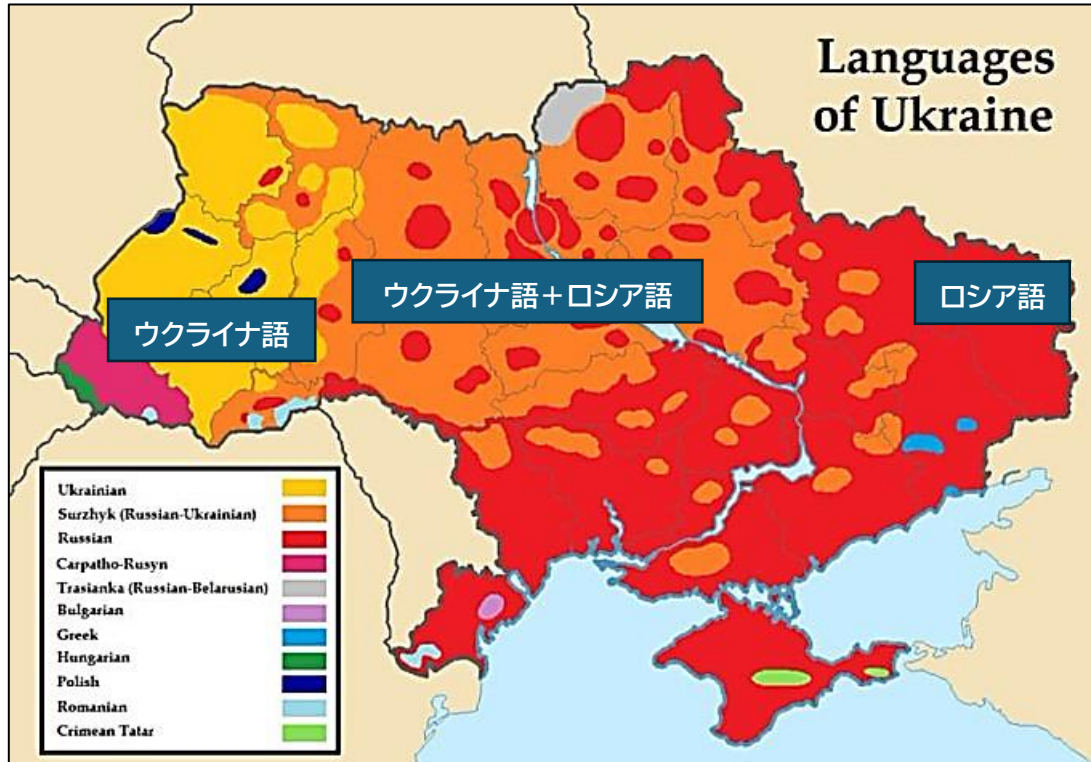 Languages
of Ukraine
ウクライナ語
ウクライナ語＋ロシア語
ロシア語
Ukrainian
Surzhyk (Russian-Ukrainian)
Russian
Carpatho-Rusyn
Trasianka (Russian-Belarusian)
Bulgarian
Greek
Hungarian
Polish
Romanian
Crimean Tatar